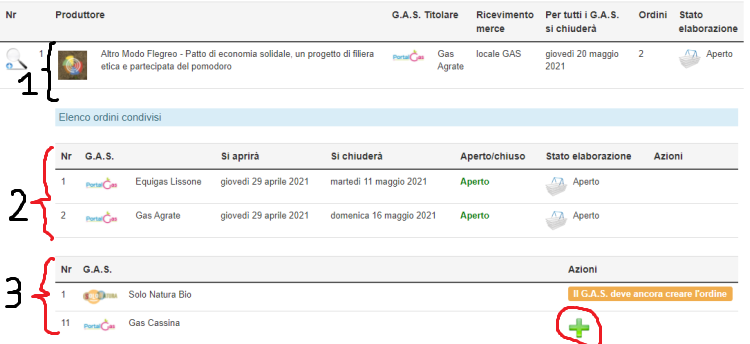 Nr Produttore G.A.S. Titolare Ricevimento merce Per tutti i G.A.S. si chiuderà Ordini Stato elaborazione
1 Altro Modo Flegreo - Patto di economia solidale, un progetto di filiera PortalGas Gas locale GAS giovedì 20 maggio 2 Aperto
etica e partecipata del pomodoro Agrate 2021
1
Elenco ordini condivisi
Nr G.A.S. Si aprirà Si chiuderà Aperto/chiuso Stato elaborazione Azioni
1 PortalGas Equigas Lissone giovedì 29 aprile 2021 martedì 11 maggio 2021 Aperto Aperto
2
2 PortalGas Gas Agrate giovedì 29 aprile 2021 domenica 16 maggio 2021 Aperto Aperto
Nr G.A.S. Azioni
3
1 Solo Natura Bio Il G.A.S. deve ancora creare l'ordine
11 PortalGas Gas Cassina